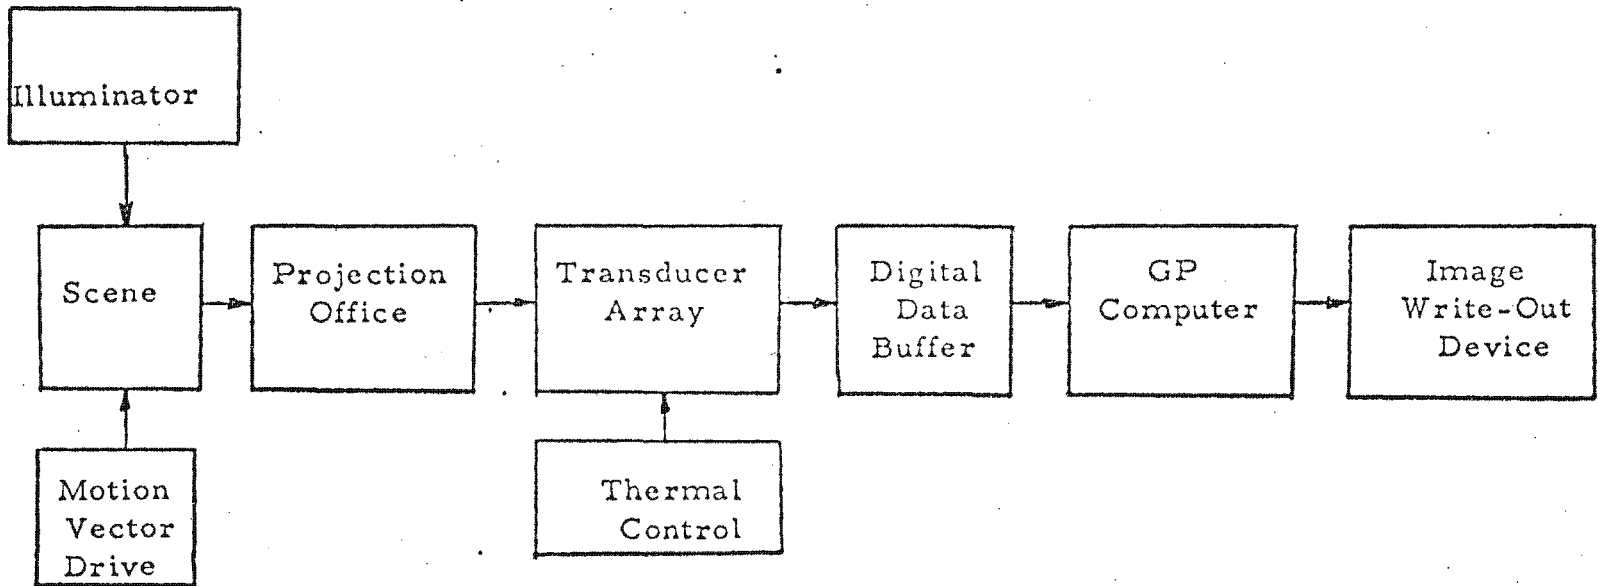 Illuminator
Scene
Projection
Office
Transducer
Array
Digital
Data
Buffer
GP
Computer
Image
Write-Out
Device
Motion
Vector
Drive
Thermal
Control